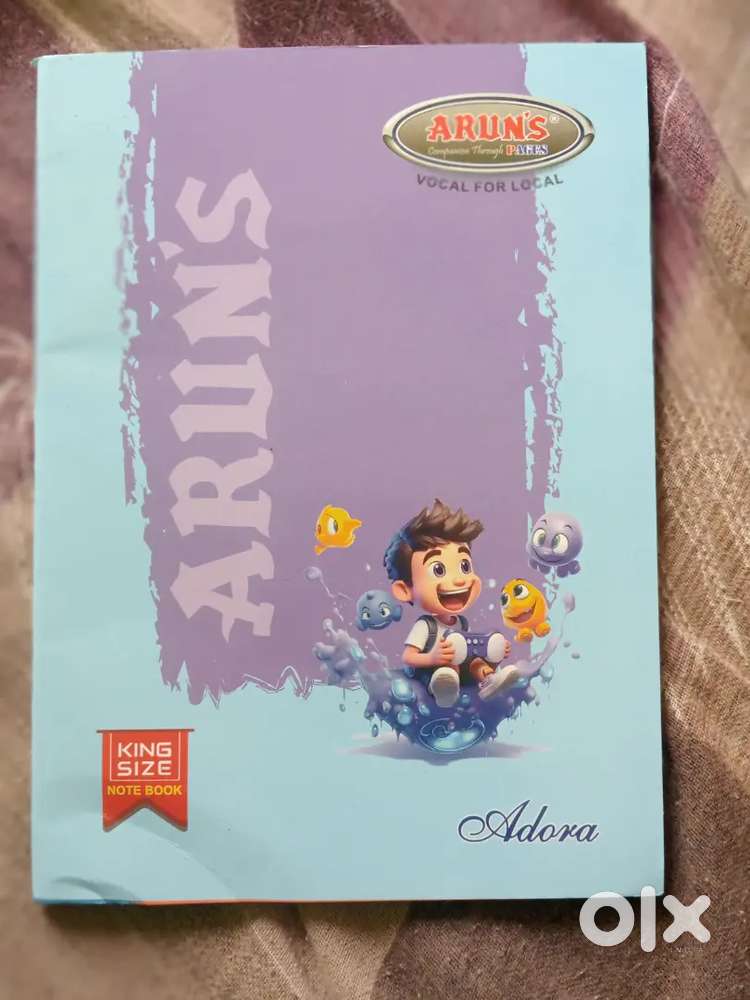 ARUN'S®
Companion Through PAGES
VOCAL FOR LOCAL
ARUN'S
KING
SIZE
NOTE BOOK
Adora
olx